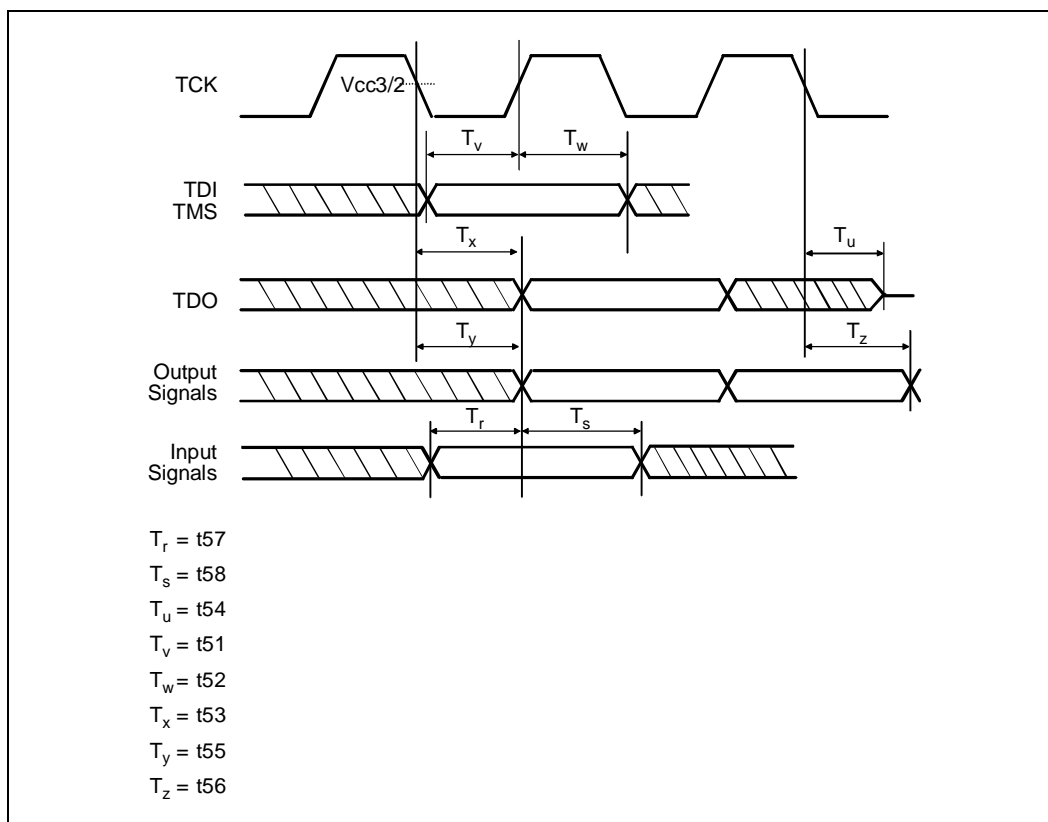 TCK
Vcc3/2
Tv
Tw
TDI
TMS
Tx
Tu
TDO
Ty
Tz
Output
Signals
Tr
Ts
Input
Signals
Tr = t57
Ts = t58
Tu = t54
Tv = t51
Tw = t52
Tx = t53
Ty = t55
Tz = t56